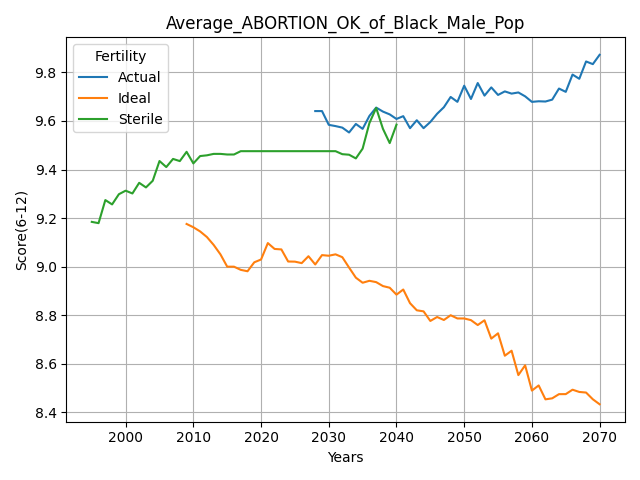 Average_ABORTION_OK_of_Black_Male_Pop
Fertility
Actual
Ideal
Sterile
Score(6-12)
9.8
9.6
9.4
9.2
9.0
8.8
8.6
8.4
2000 2010 2020 2030 2040 2050 2060 2070
Years